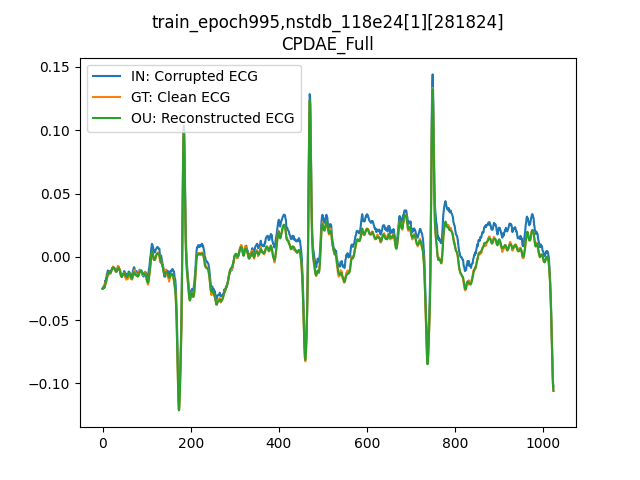 train_epoch995,nstdb_118e24[1][281824]
CPDAE_Full
IN: Corrupted ECG
GT: Clean ECG
OU: Reconstructed ECG
0.15
0.10
0.05
0.00
−0.05
−0.10
0 200 400 600 800 1000